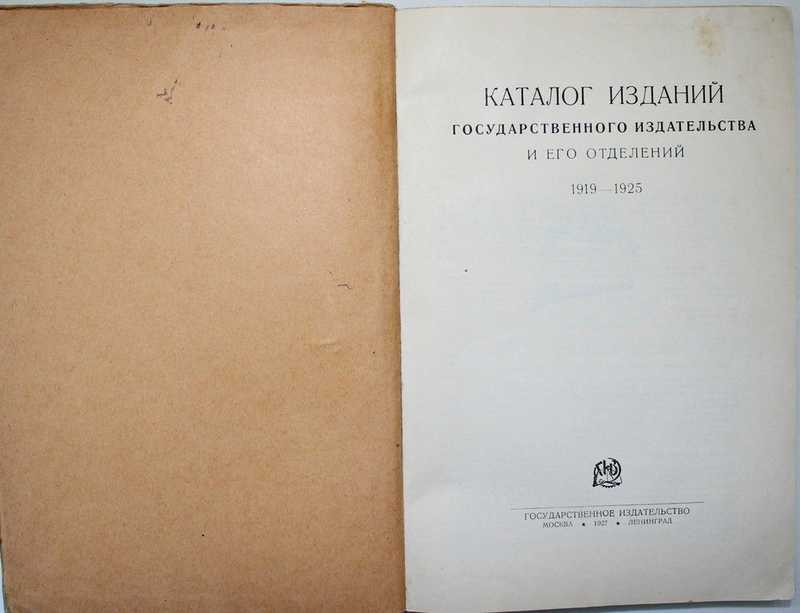 КАТАЛОГ ИЗДАНИЙ
ГОСУДАРСТВЕННОГО ИЗДАТЕЛЬСТВА
И ЕГО ОТДЕЛЕНИЙ
1919—1925
ГОСУДАРСТВЕННОЕ ИЗДАТЕЛЬСТВО
МОСКВА ★ 1927 ★ ЛЕНИНГРАД